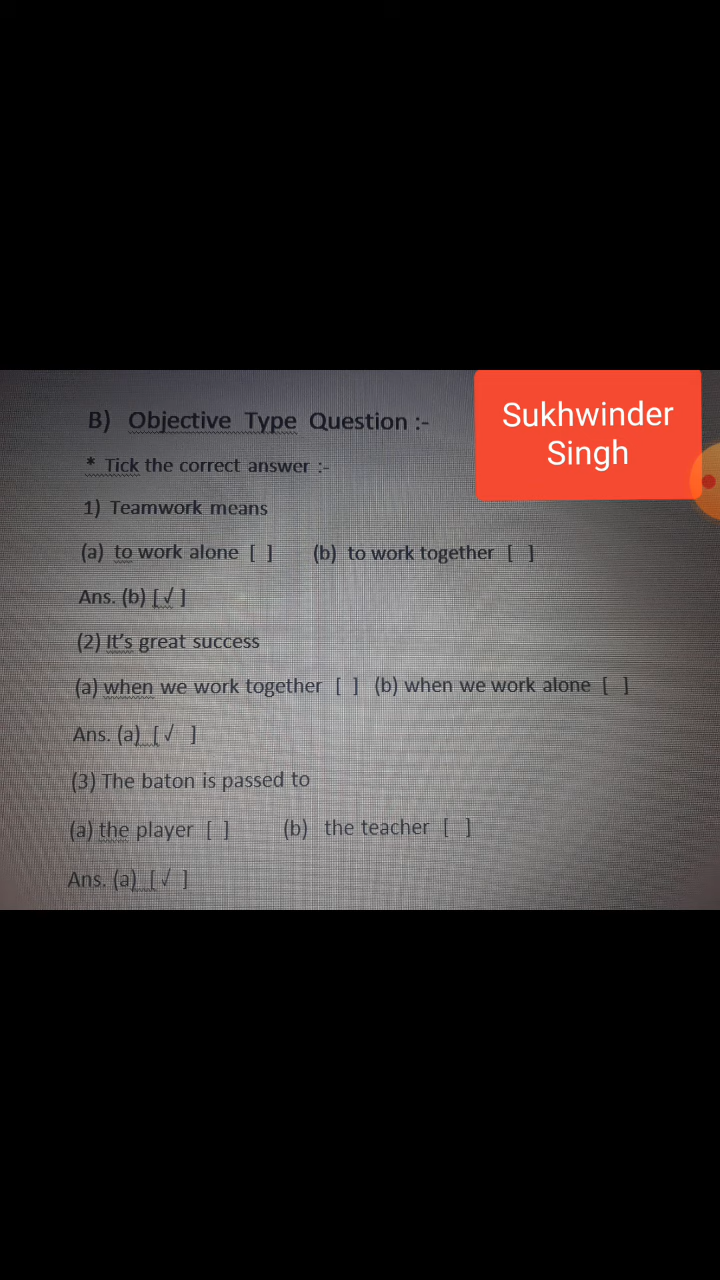 Sukhwinder
Singh
B) Objective Type Question :-
* Tick the correct answer :-
1) Teamwork means
(a) to work alone [ ] (b) to work together [ ]
Ans. (b) [√ ]
(2) It's great success
(a) when we work together [ ] (b) when we work alone [ ]
Ans. (a) [√ ]
(3) The baton is passed to
(a) the player [ ] (b) the teacher [ ]
Ans. (a) [√ ]